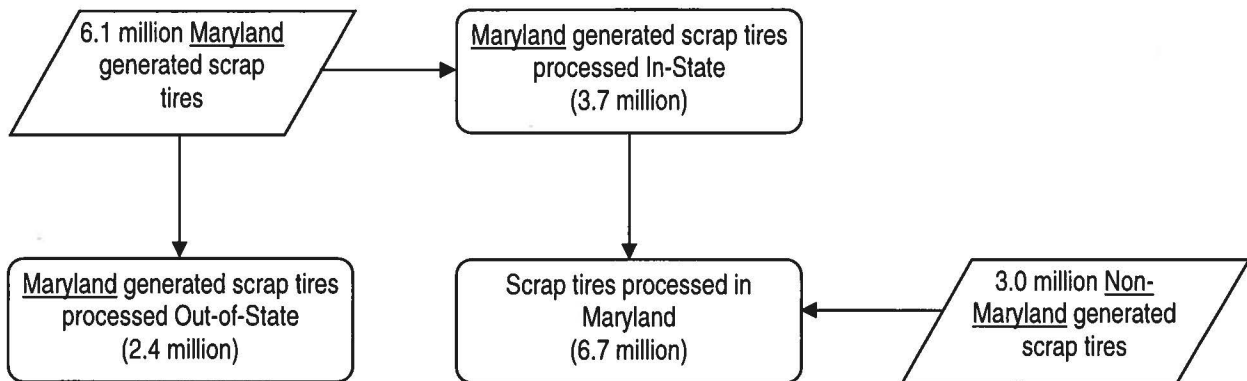 6.1 million Maryland
generated scrap
tires
Maryland generated scrap tires
processed In-State
(3.7 million)
Maryland generated scrap tires
processed Out-of-State
(2.4 million)
Scrap tires processed in
Maryland
(6.7 million)
3.0 million Non-
Maryland generated
scrap tires